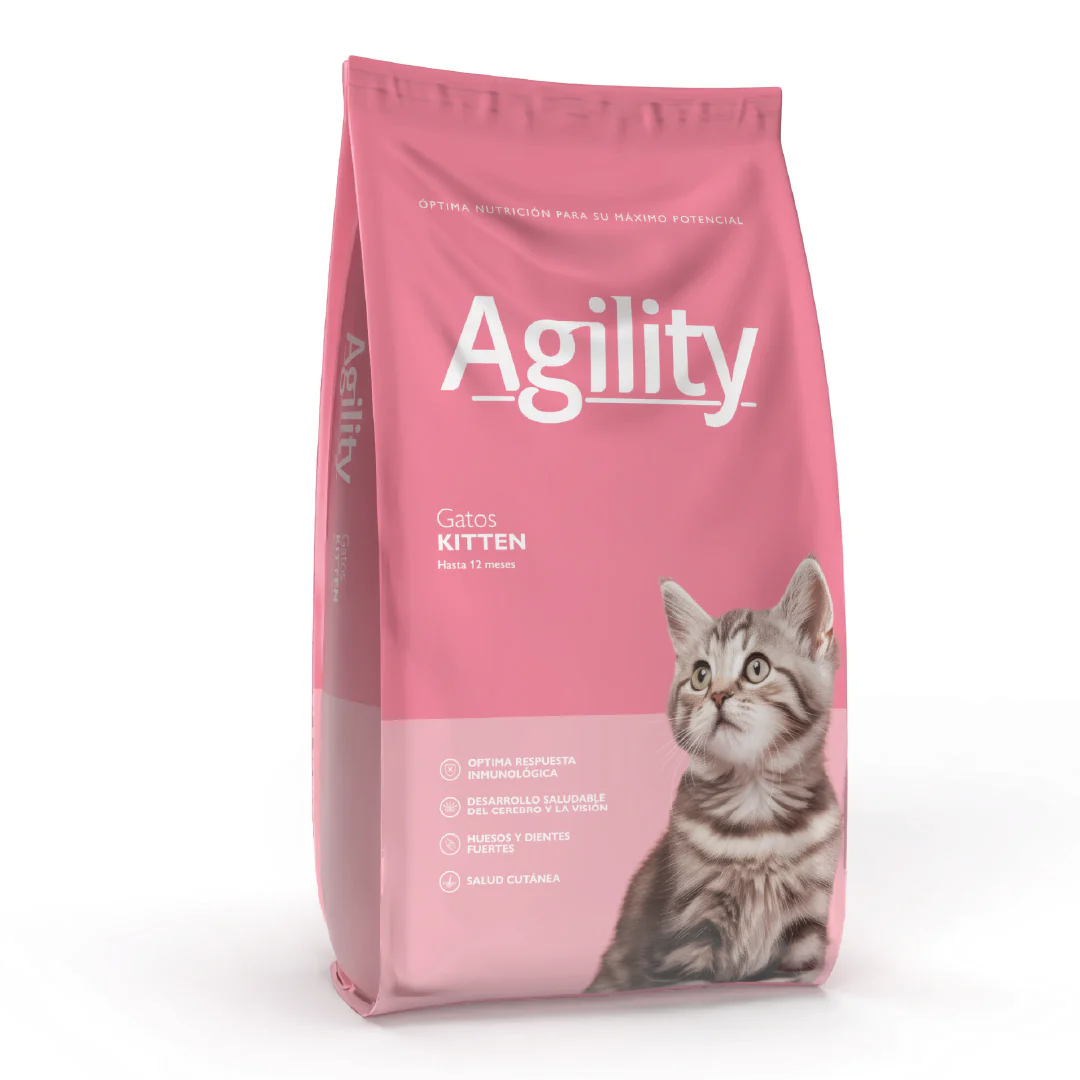 ÓPTIMA NUTRICIÓN PARA SU MÁXIMO POTENCIAL
Agility
Gatos
KITTEN
Hasta 12 meses
OPTIMA RESPUESTA
INMUNOLÓGICA
DESARROLLO SALUDABLE
DEL CEREBRO Y LA VISIÓN
HUESOS Y DIENTES
FUERTES
SALUD CUTÁNEA
Agility
Gatos
KITTEN